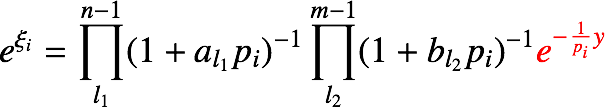 $e^{\xi_i} = \prod_{l_1}^{n-1} (1 + a_{l_1} p_i)^{-1} \prod_{l_2}^{m-1} (1 + b_{l_2} p_i)^{-1} e^{-\frac{1}{p_i} y}$